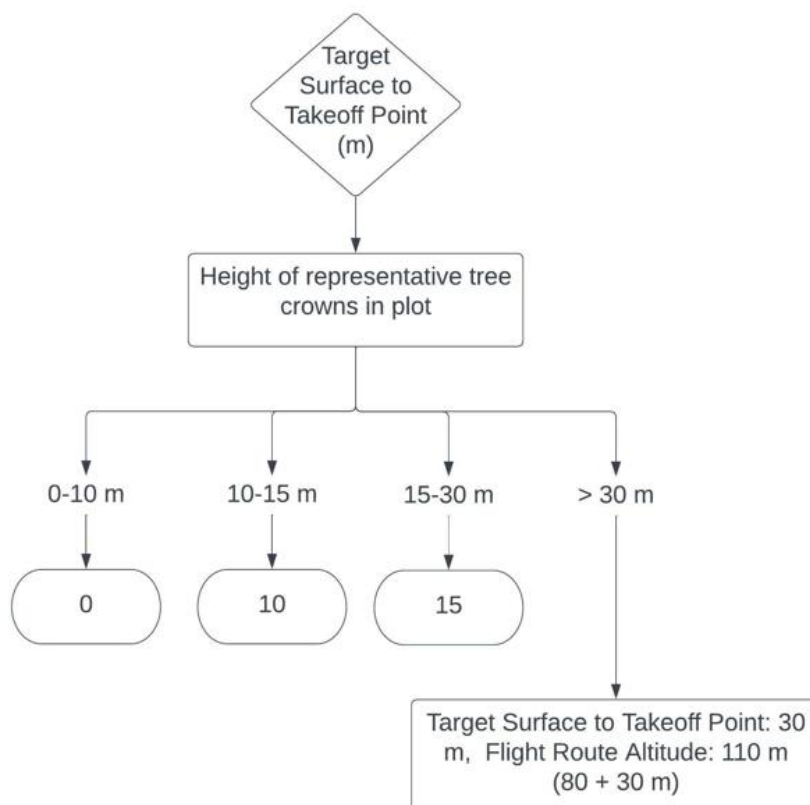 Target
Surface to
Takeoff Point
(m)
Height of representative tree
crowns in plot
0-10 m
10-15 m
15-30 m
> 30 m
0
10
15
Target Surface to Takeoff Point: 30
m, Flight Route Altitude: 110 m
(80 + 30 m)